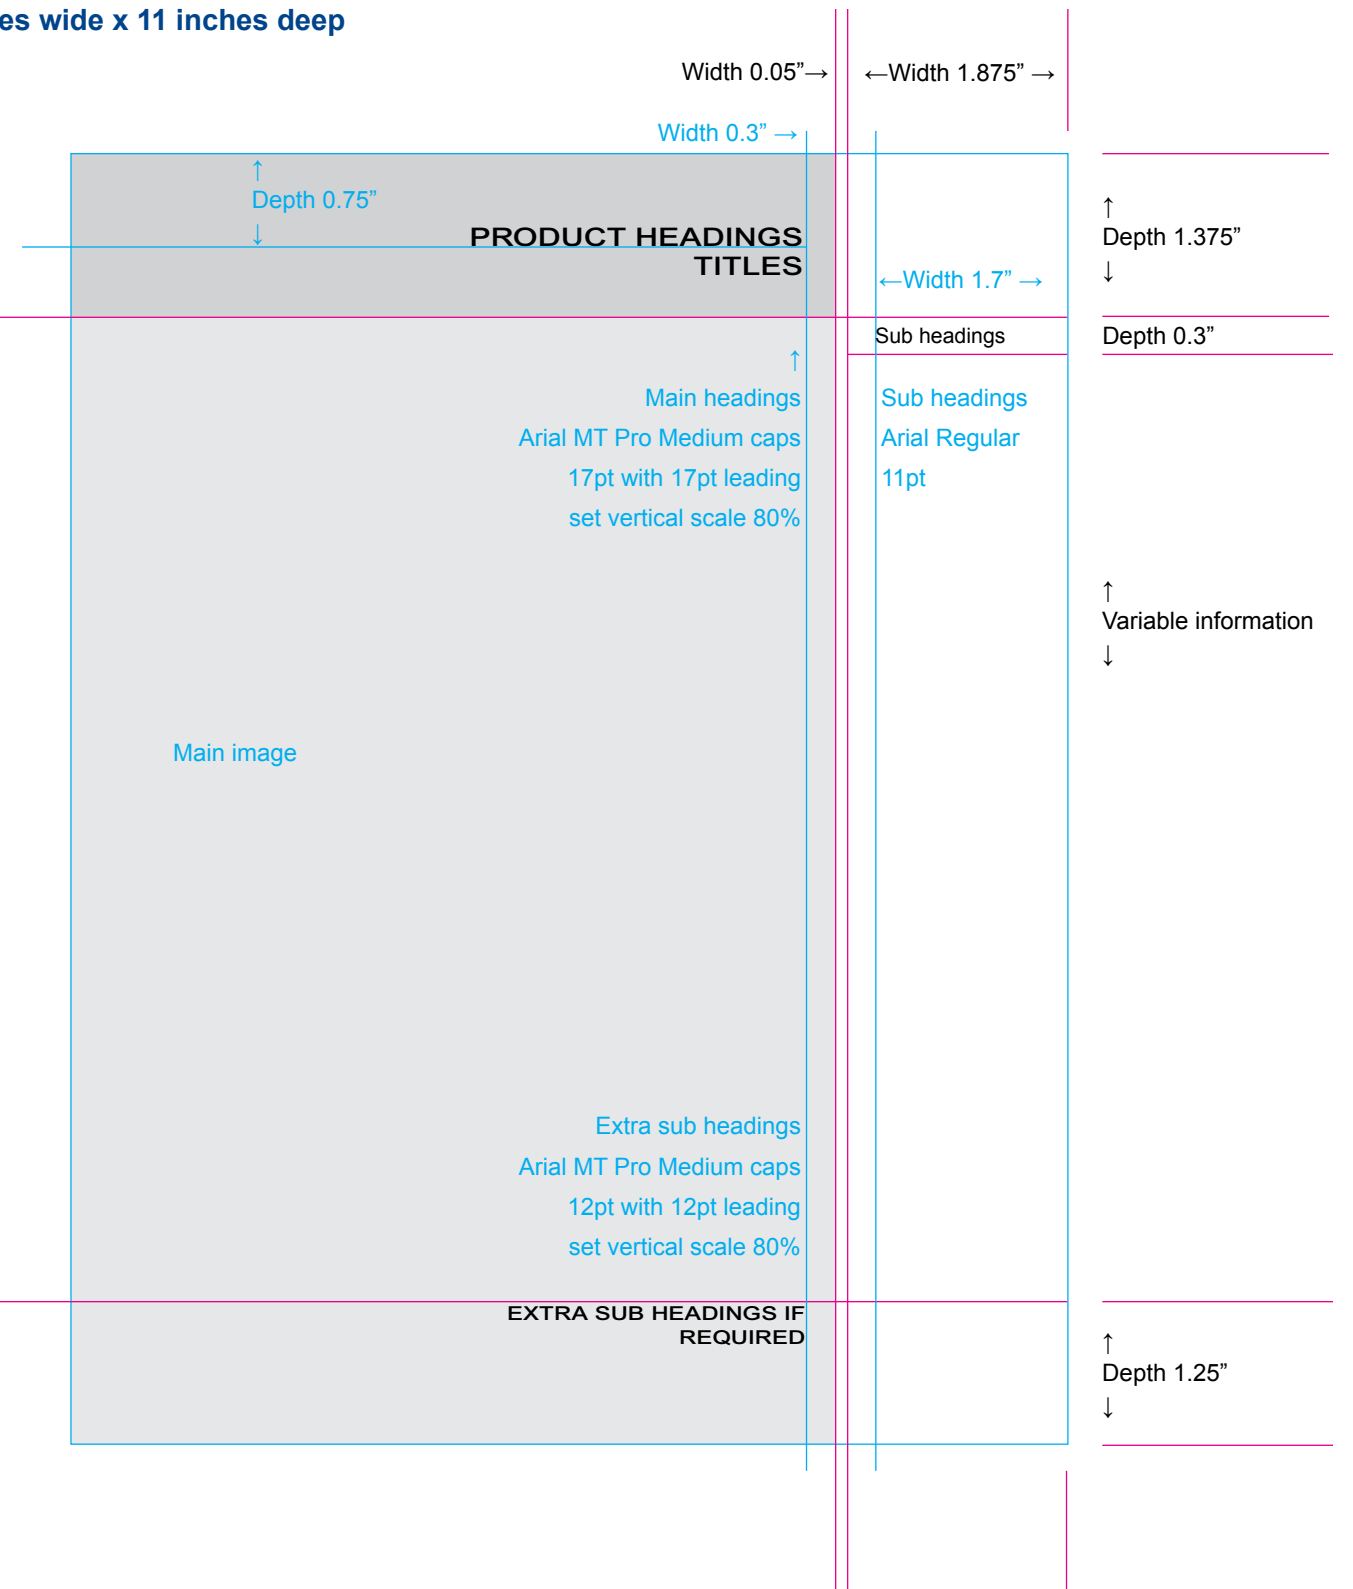 es wide x 11 inches deep
Width 0.05”→
←Width 1.875” →
Width 0.3” →
↑
Depth 0.75”
↓
PRODUCT HEADINGS
TITLES
←Width 1.7” →
↑
Depth 1.375”
↓
Sub headings
Depth 0.3”
↑
Main headings
Arial MT Pro Medium caps
17pt with 17pt leading
set vertical scale 80%
Sub headings
Arial Regular
11pt
↑
Variable information
↓
Main image
Extra sub headings
Arial MT Pro Medium caps
12pt with 12pt leading
set vertical scale 80%
EXTRA SUB HEADINGS IF
REQUIRED
↑
Depth 1.25”
↓